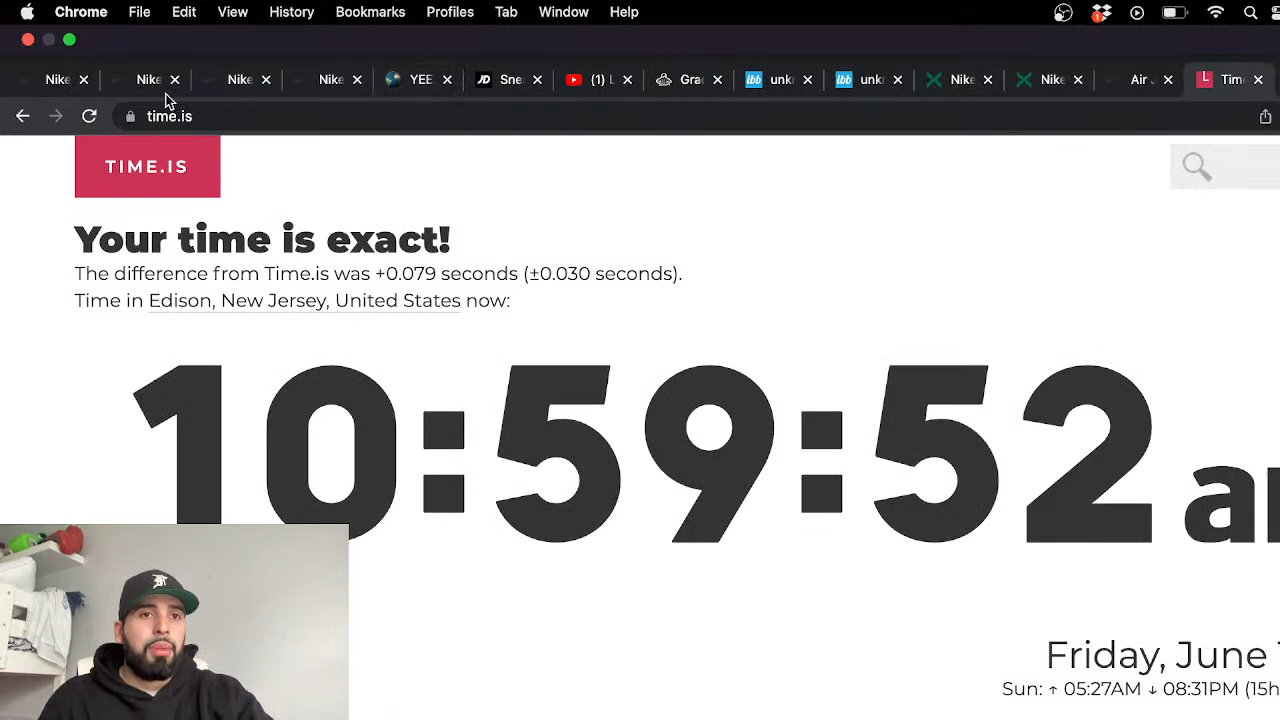 Chrome File Edit View History Bookmarks Profiles Tab Window Help
Nike Nike Nike Nike YEE JD Sne (1) L Gra ibb unk ibb unk Nike Nike Air L Tim
time.is
TIME.IS
Your time is exact!
The difference from Time.is was +0.079 seconds (±0.030 seconds).
Time in Edison, New Jersey, United States now:
10:59:52 a
Friday, June
Sun: ↑ 05:27AM ↓ 08:31PM (15h